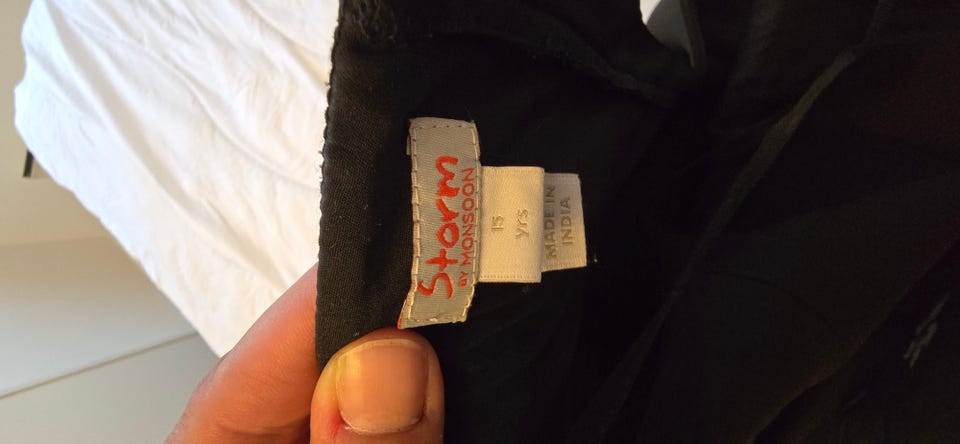 Storm
BY MONSOON
15
yrs
MADE IN
INDIA